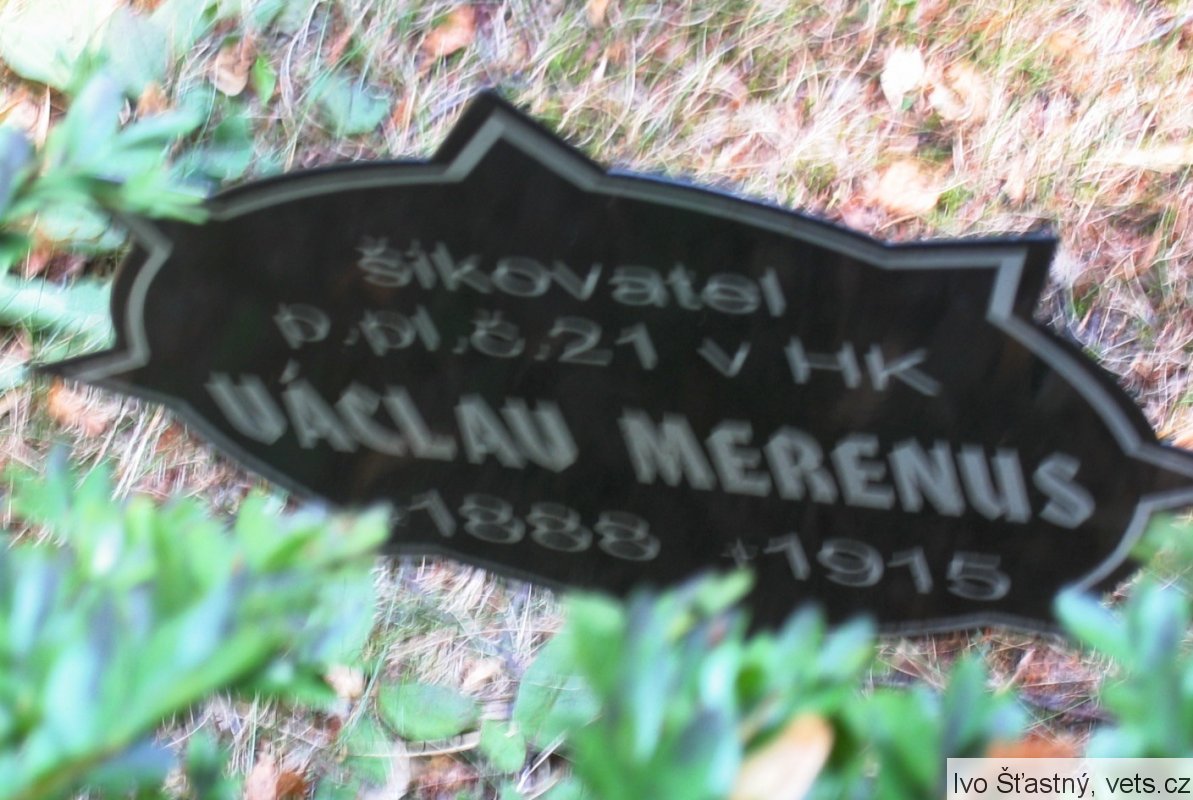 šikovatel
p.pl.č.21 v HK
VÁCLAV MERENUS
*1888 †1915
Ivo Šťastný, vets.cz